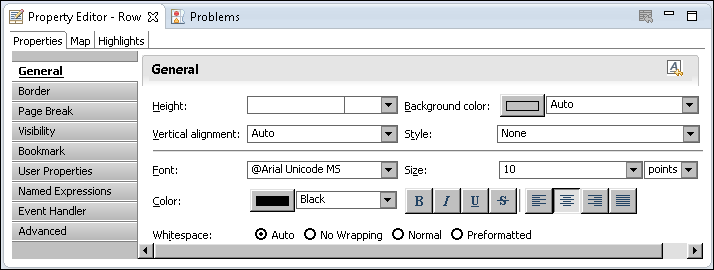 Property Editor - Row Problems
Properties Map Highlights
General
Border
Page Break
Visibility
Bookmark
User Properties
Named Expressions
Event Handler
Advanced
General
Height: Background color: Auto
Vertical alignment: Auto Style: None
Font: @Arial Unicode MS Size: 10 points
Color: Black B I U S
Whitespace: Auto No Wrapping Normal Preformatted